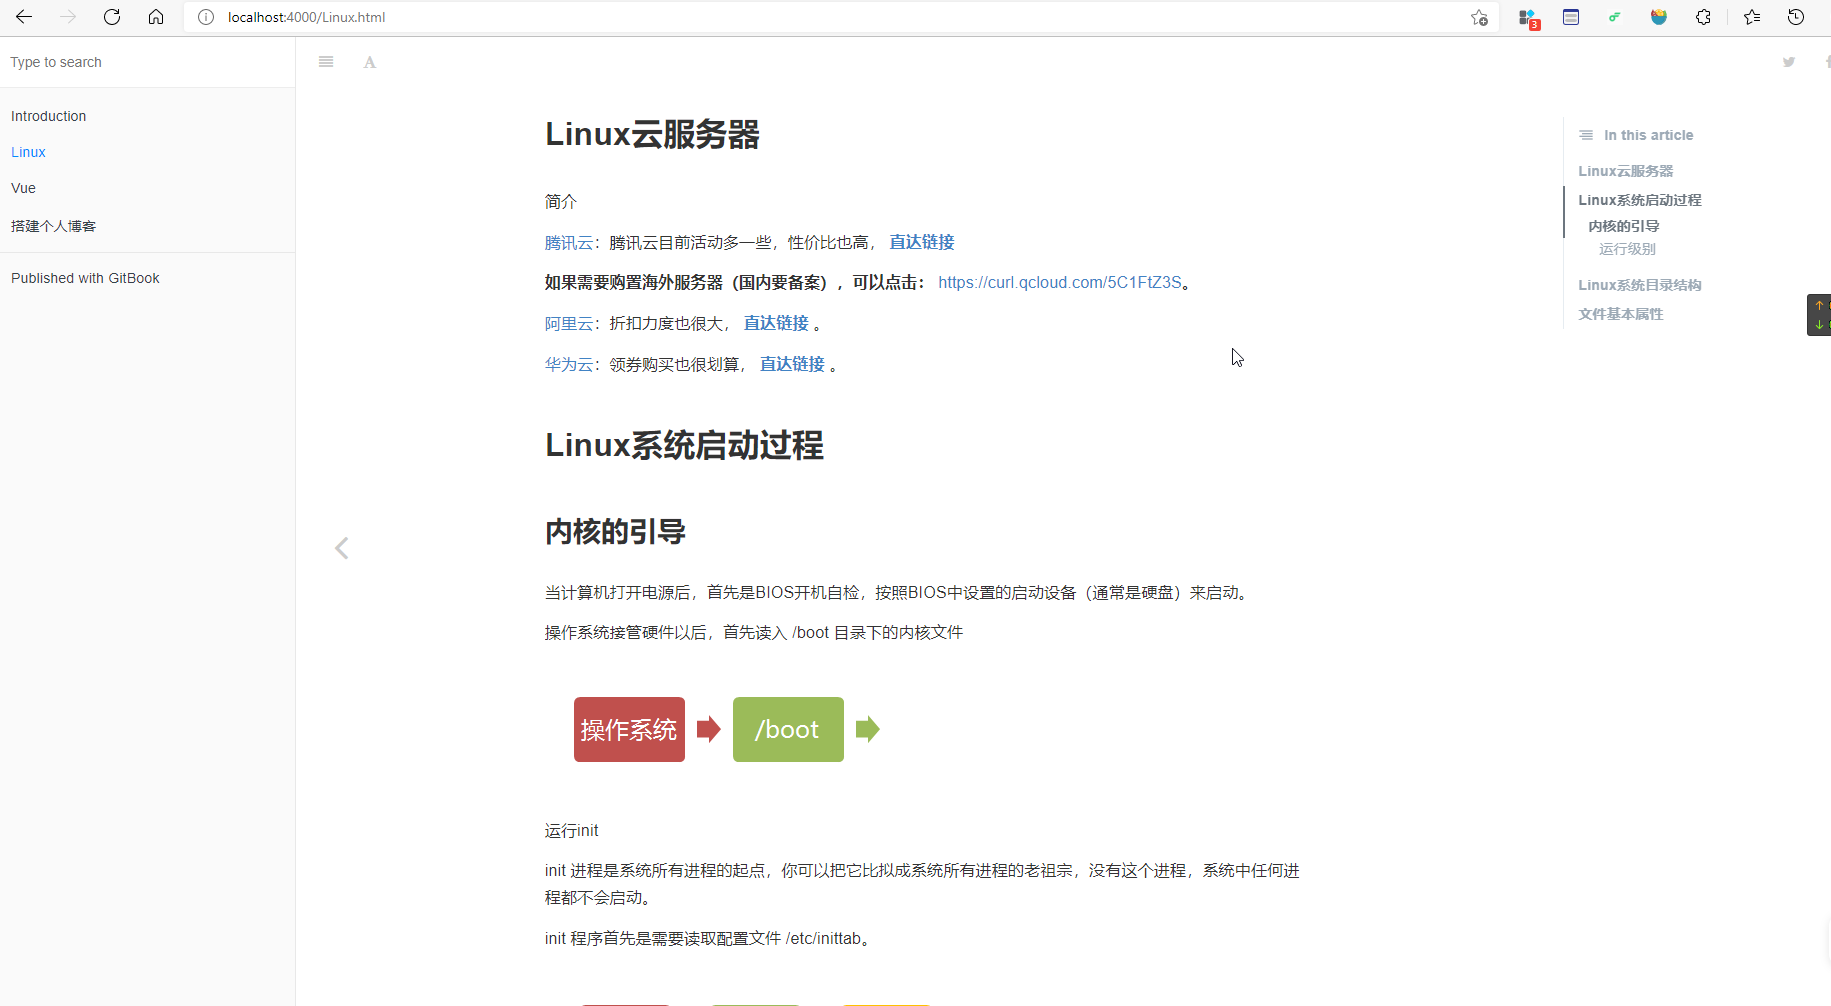 localhost:4000/Linux.html
3
Type to search
A
Introduction
Linux
Vue
搭建个人博客
Published with GitBook
Linux云服务器
简介
腾讯云：腾讯云目前活动多一些，性价比也高， 直达链接
如果需要购置海外服务器（国内要备案），可以点击： https://curl.qcloud.com/5C1FtZ3S。
阿里云：折扣力度也很大， 直达链接 。
华为云：领券购买也很划算， 直达链接 。
Linux系统启动过程
内核的引导
当计算机打开电源后，首先是BIOS开机自检，按照BIOS中设置的启动设备（通常是硬盘）来启动。
操作系统接管硬件以后，首先读入 /boot 目录下的内核文件
操作系统
/boot
运行init
init 进程是系统所有进程的起点，你可以把它比拟成系统所有进程的老祖宗，没有这个进程，系统中任何进
程都不会启动。
init 程序首先是需要读取配置文件 /etc/inittab。
In this article
Linux云服务器
Linux系统启动过程
内核的引导
运行级别
Linux系统目录结构
文件基本属性